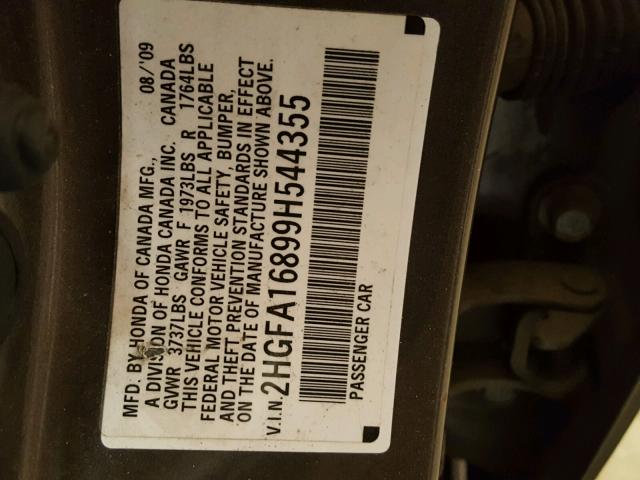 MFD. BY HONDA OF CANADA MFG., 08/'09
A DIVISION OF HONDA CANADA INC. CANADA
GVWR 3737LBS GAWR F 1973LBS R 1764LBS
THIS VEHICLE CONFORMS TO ALL APPLICABLE
FEDERAL MOTOR VEHICLE SAFETY, BUMPER,
AND THEFT PREVENTION STANDARDS IN EFFECT
ON THE DATE OF MANUFACTURE SHOWN ABOVE.
V.I.N. 2HGFA16899H544355
PASSENGER CAR